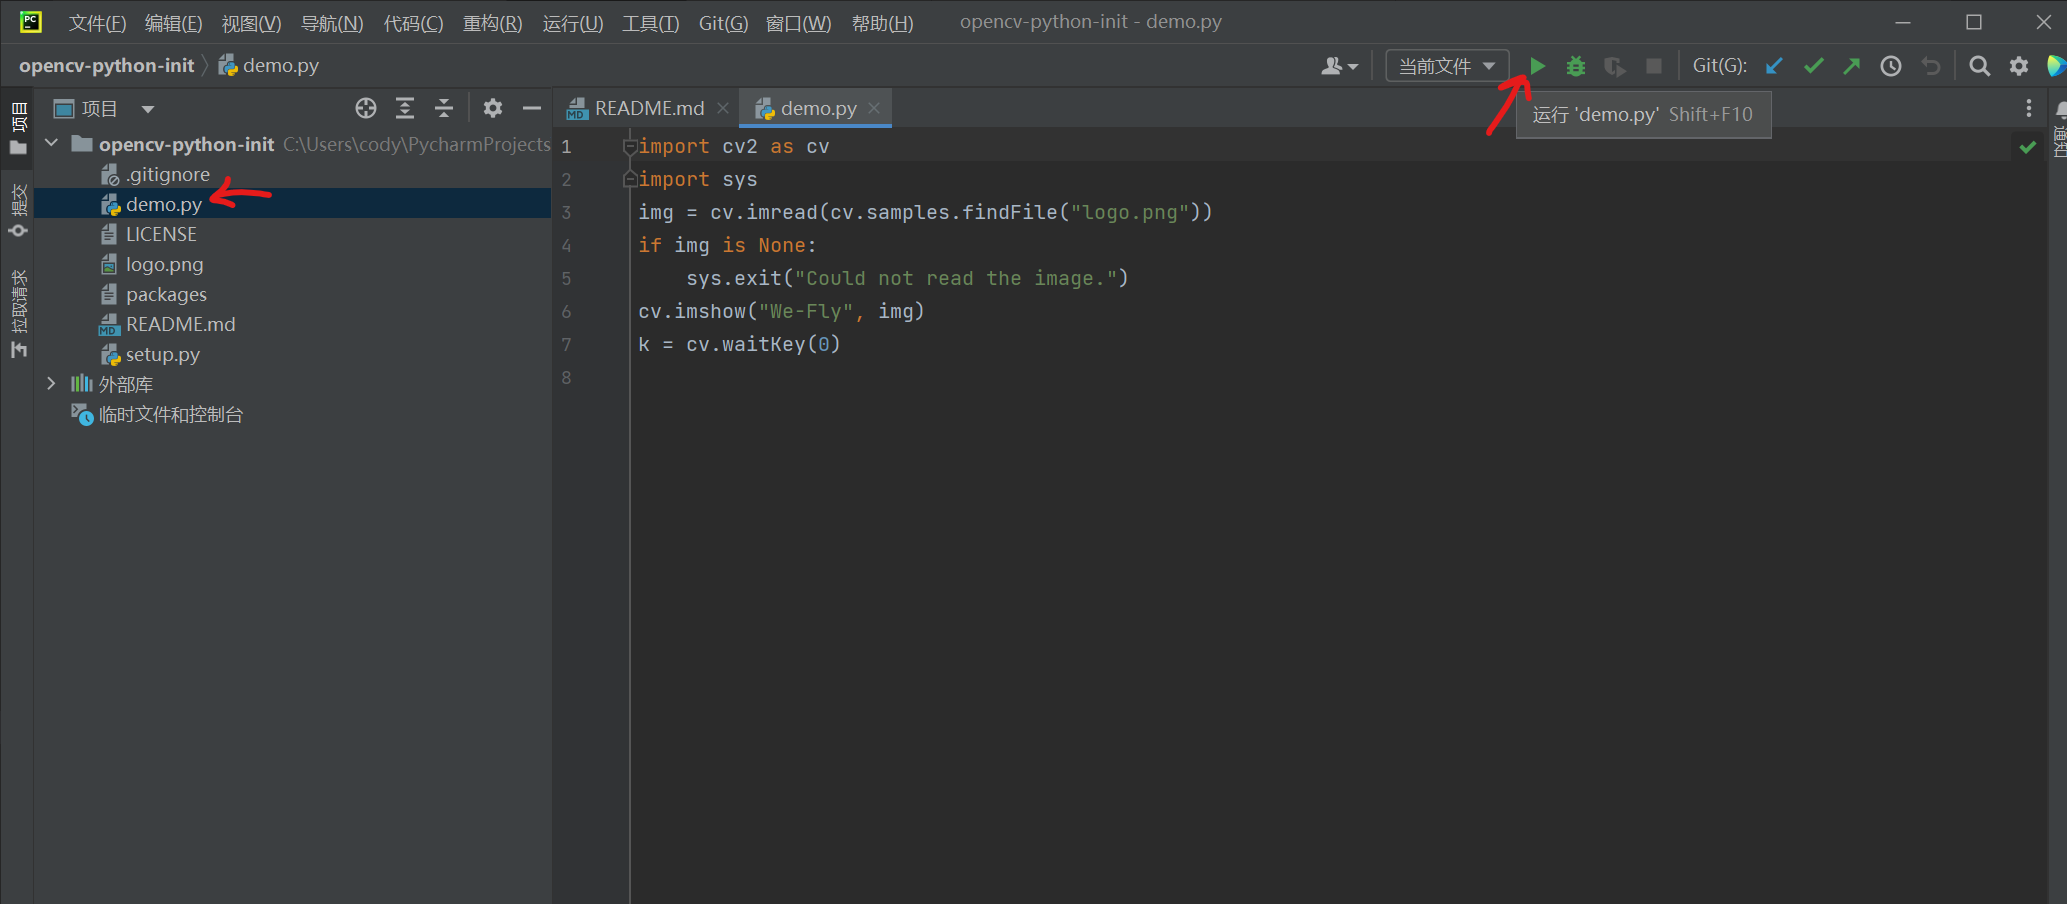 PC
文件(F) 编辑(E) 视图(V) 导航(N) 代码(C) 重构(R) 运行(U) 工具(T) Git(G) 窗口(W) 帮助(H) opencv-python-init - demo.py
opencv-python-init demo.py 当前文件 Git(G):
运行 'demo.py' Shift+F10
项目
提交
拉取请求
通知
项目
opencv-python-init C:\Users\cody\PycharmProjects
.gitignore
demo.py
LICENSE
logo.png
packages
README.md
setup.py
外部库
临时文件和控制台
README.md demo.py
1 import cv2 as cv
2 import sys
3 img = cv.imread(cv.samples.findFile("logo.png"))
4 if img is None:
5     sys.exit("Could not read the image.")
6 cv.imshow("We-Fly", img)
7 k = cv.waitKey(0)
8